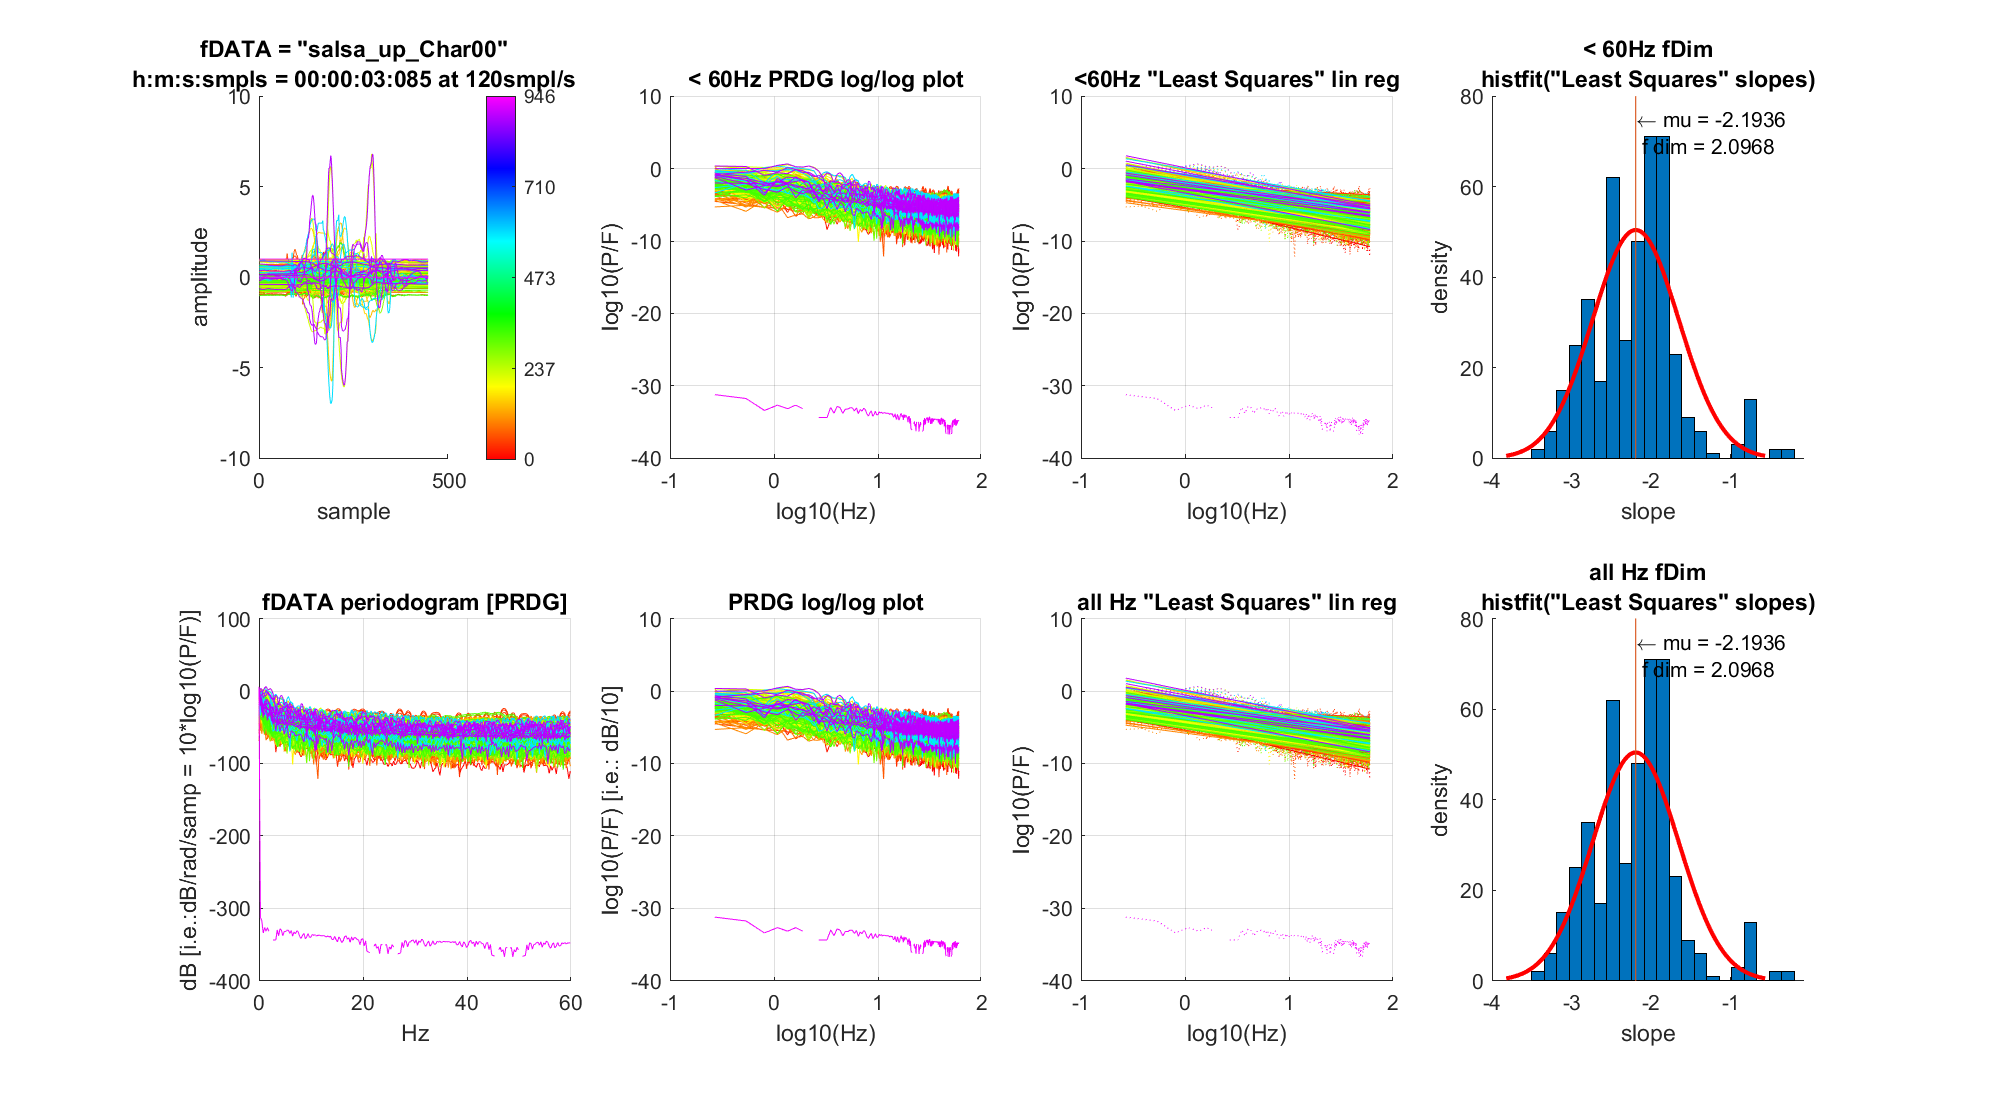 fDATA = "salsa_up_Char00"
h:m:s:smpls = 00:00:03:085 at 120smpl/s
10
5
0
-5
-10
0
500
amplitude
sample
946
710
473
237
0
< 60Hz PRDG log/log plot
10
0
-10
-20
-30
-40
-1
0
1
2
log10(P/F)
log10(Hz)
<60Hz "Least Squares" lin reg
10
0
-10
-20
-30
-40
-1
0
1
2
log10(P/F)
log10(Hz)
< 60Hz fDim
histfit("Least Squares" slopes)
80
60
40
20
0
-4
-3
-2
-1
density
slope
← mu = -2.1936
f dim = 2.0968
fDATA periodogram [PRDG]
100
0
-100
-200
-300
-400
0
20
40
60
dB [i.e.:dB/rad/samp = 10*log10(P/F)]
Hz
PRDG log/log plot
10
0
-10
-20
-30
-40
-1
0
1
2
log10(P/F) [i.e.: dB/10]
log10(Hz)
all Hz "Least Squares" lin reg
10
0
-10
-20
-30
-40
-1
0
1
2
log10(P/F)
log10(Hz)
all Hz fDim
histfit("Least Squares" slopes)
80
60
40
20
0
-4
-3
-2
-1
density
slope
← mu = -2.1936
f dim = 2.0968